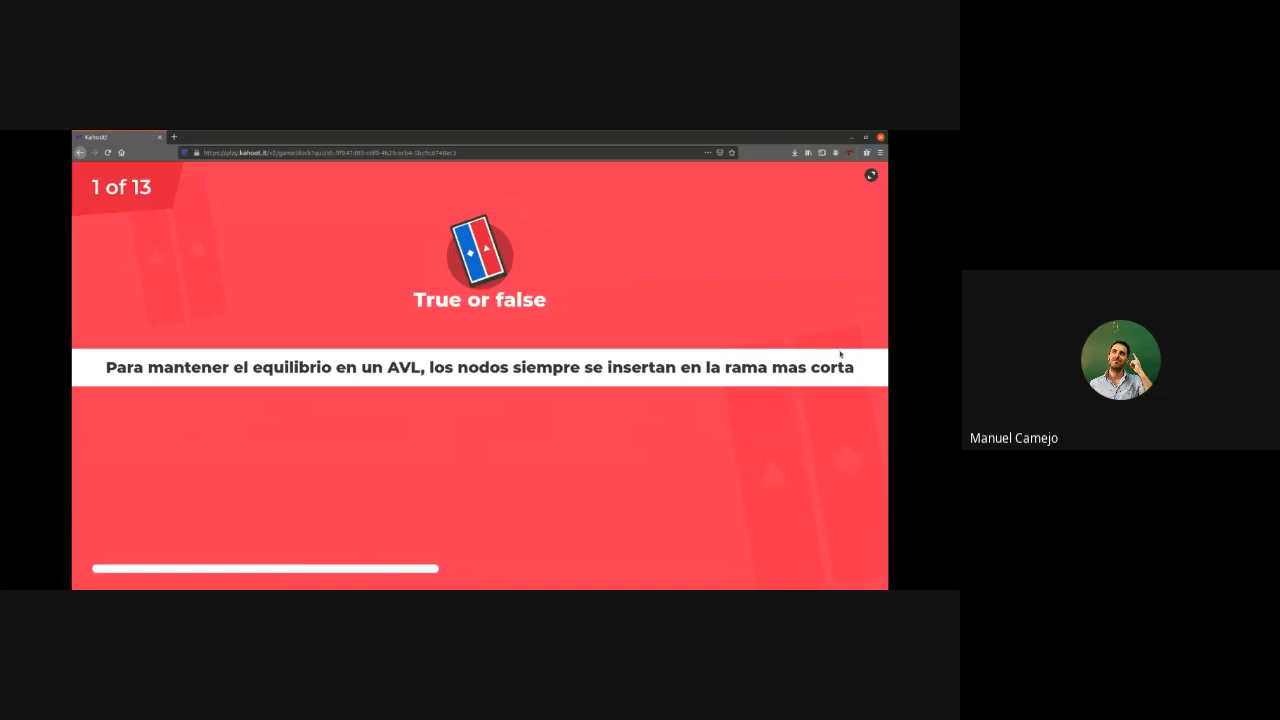 Kahoot!
1 of 13
True or false
Para mantener el equilibrio en un AVL, los nodos siempre se insertan en la rama mas corta
Manuel Camejo